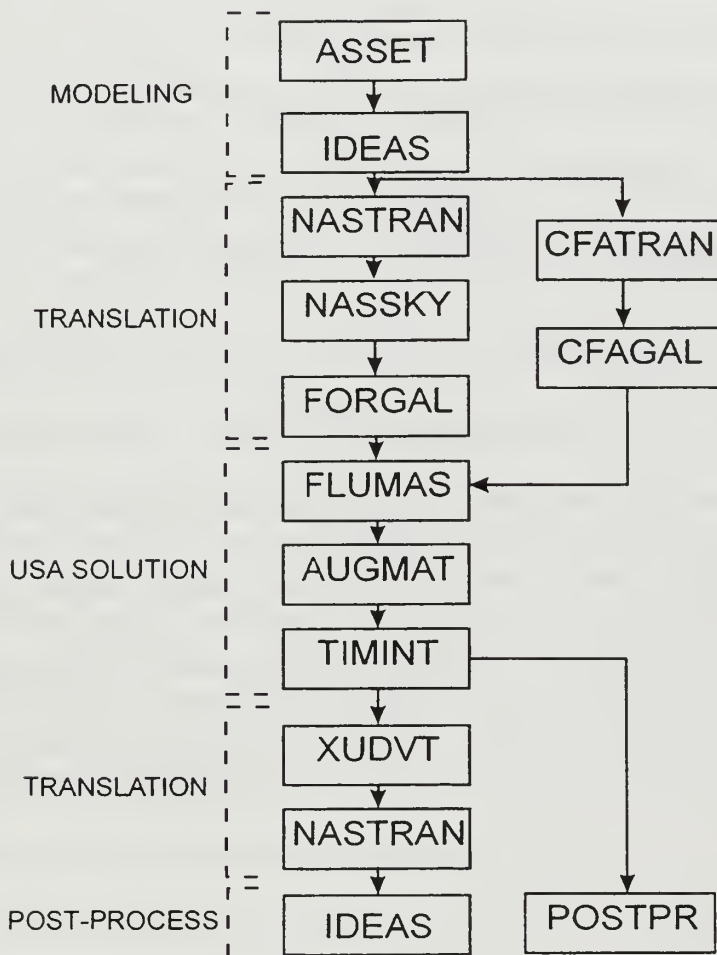 ASSET
MODELING
IDEAS
NASTRAN
CFATRAN
TRANSLATION
NASSKY
CFAGAL
FORGAL
FLUMAS
USA SOLUTION
AUGMAT
TIMINT
XUDVT
TRANSLATION
NASTRAN
POST-PROCESS
IDEAS
POSTPR